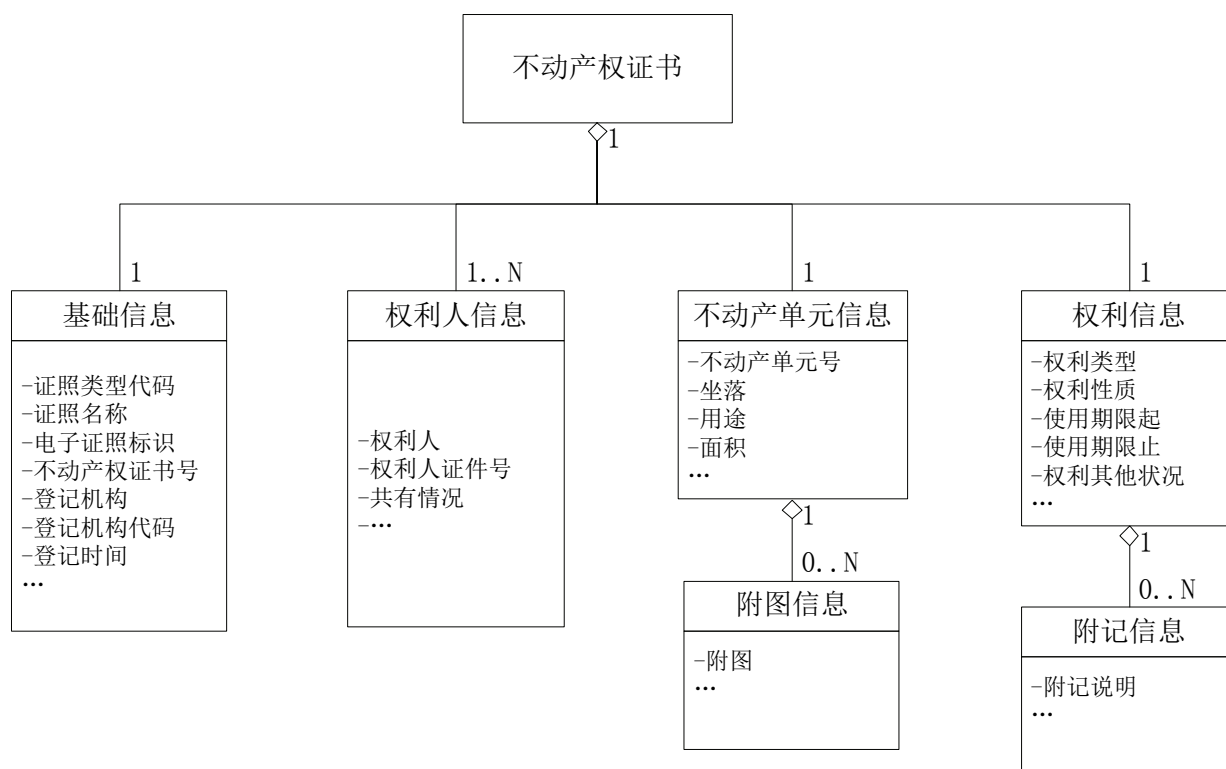 不动产权证书
1
1
1..N
1
1
基础信息
-证照类型代码
-证照名称
-电子证照标识
-不动产权证书号
-登记机构
-登记机构代码
-登记时间
…
权利人信息
-权利人
-权利人证件号
-共有情况
-…
不动产单元信息
-不动产单元号
-坐落
-用途
-面积
…
1
0..N
附图信息
-附图
…
权利信息
-权利类型
-权利性质
-使用期限起
-使用期限止
-权利其他状况
…
1
0..N
附记信息
-附记说明
…